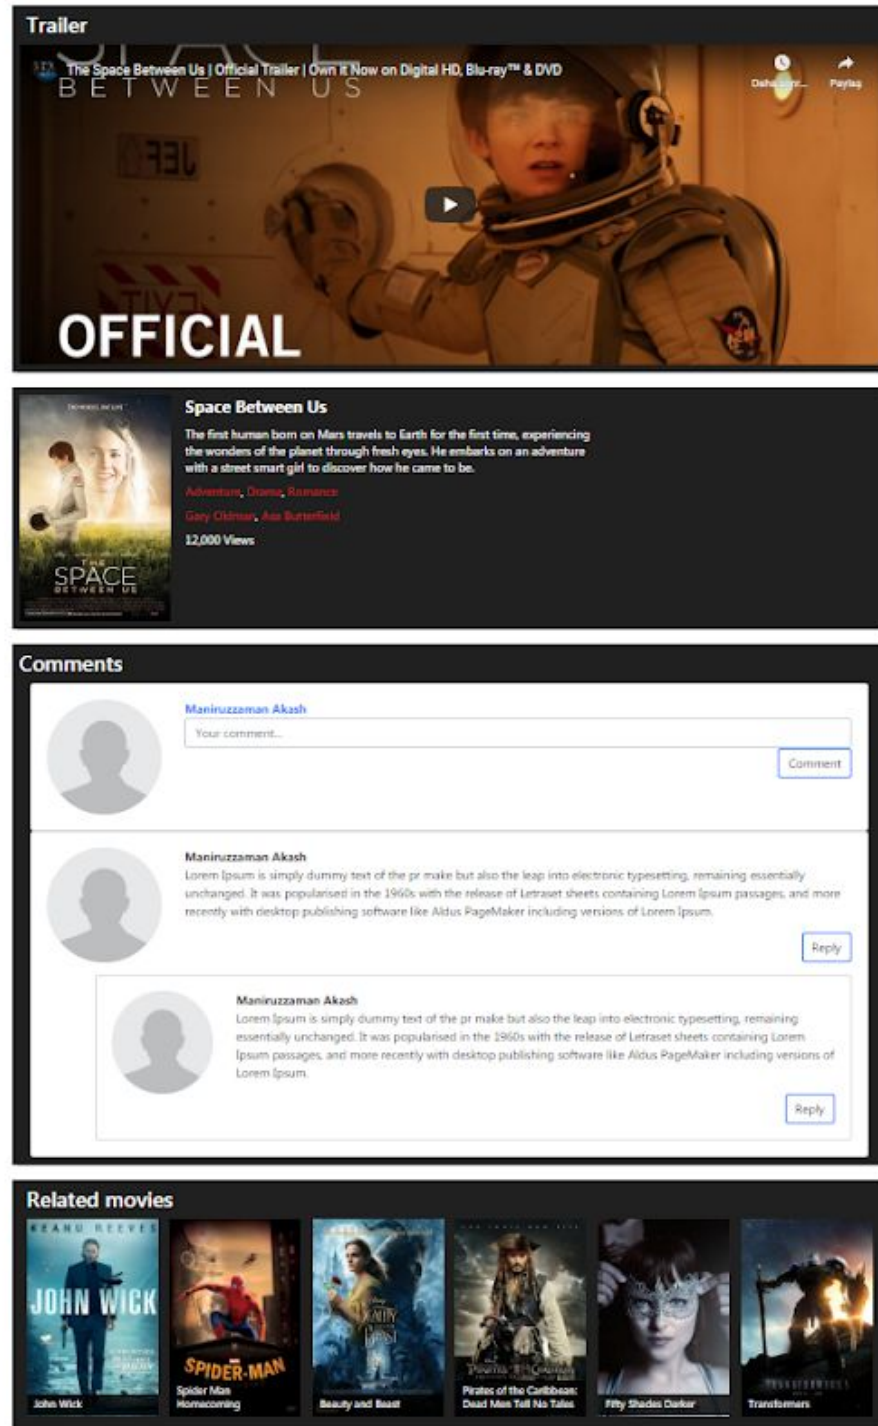 Trailer
The Space Between Us | Official Trailer | Own it Now on Digital HD, Blu-ray™ & DVD
Paylaş
BETWEEN US
JEF
EXIT
OFFICIAL
Space Between Us
The first human born on Mars travels to Earth for the first time, experiencing
the wonders of the planet through fresh eyes. He embarks on an adventure
with a street smart girl to discover how he came to be.
Adventure, Drama, Romance
Gary Oldman, Asa Butterfield
12,000 Views
THE
SPACE
BETWEEN US
Comments
Maniruzzaman Akash
Your comment...
Comment
Maniruzzaman Akash
Lorem Ipsum is simply dummy text of the pr make but also the leap into electronic typesetting, remaining essentially
unchanged. It was popularised in the 1960s with the release of Letraset sheets containing Lorem Ipsum passages, and more
recently with desktop publishing software like Aldus PageMaker including versions of Lorem Ipsum.
Reply
Maniruzzaman Akash
Lorem Ipsum is simply dummy text of the pr make but also the leap into electronic typesetting, remaining
essentially unchanged. It was popularised in the 1960s with the release of Letraset sheets containing Lorem
Ipsum passages, and more recently with desktop publishing software like Aldus PageMaker including versions of
Lorem Ipsum.
Reply
Related movies
KEANU REEVES
JOHN WICK
John Wick
SPIDER-MAN
Spider Man
Homecoming
Beauty and Beast
Pirates of the Caribbean:
Dead Men Tell No Tales
Fifty Shades Darker
Transformers